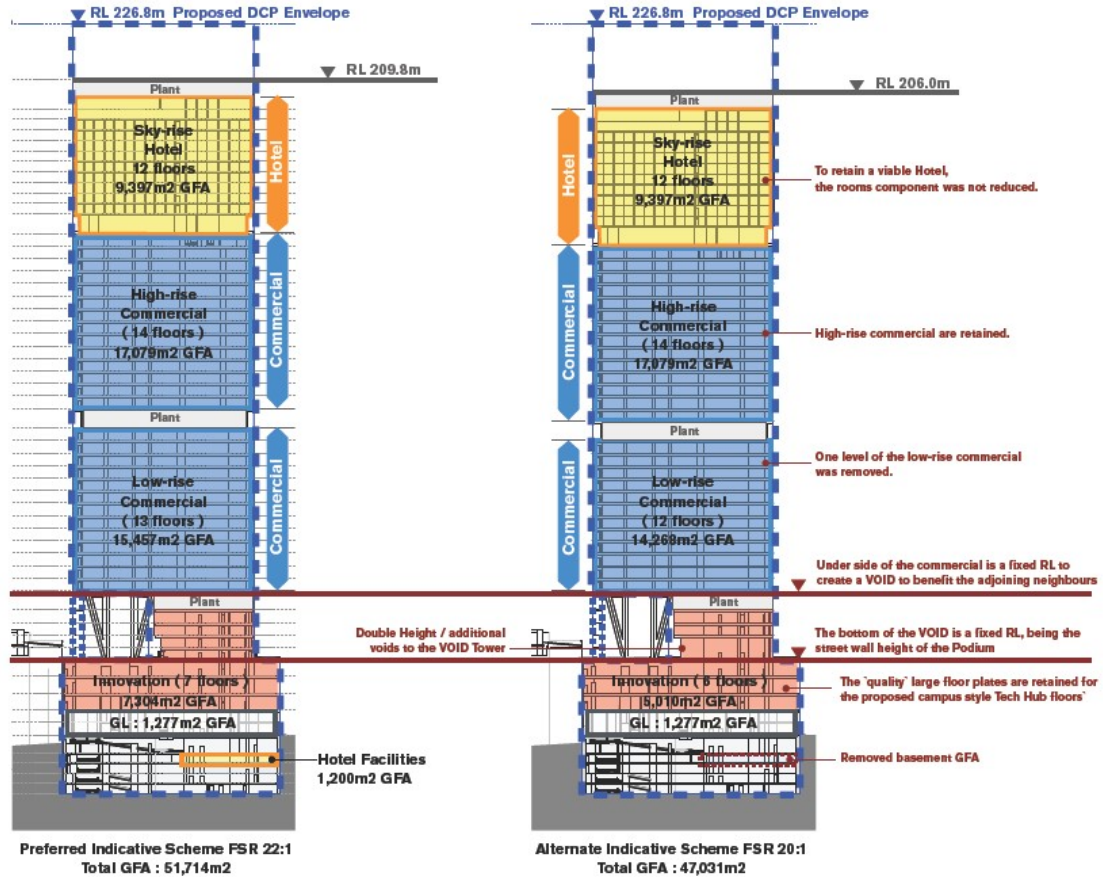 RL 226.8m Proposed DCP Envelope
RL 209.8m
Plant
Sky-rise
Hotel
12 floors
9,397m2 GFA
Hotel
High-rise
Commercial
( 14 floors )
17,079m2 GFA
Commercial
Plant
Low-rise
Commercial
( 13 floors )
15,457m2 GFA
Commercial
Plant
Innovation ( 7 floors )
7,304m2 GFA
GL : 1,277m2 GFA
Hotel Facilities
1,200m2 GFA
Preferred Indicative Scheme FSR 22:1
Total GFA : 51,714m2
RL 226.8m Proposed DCP Envelope
RL 206.0m
Plant
Sky-rise
Hotel
12 floors
9,397m2 GFA
Hotel
To retain a viable Hotel,
the rooms component was not reduced.
High-rise
Commercial
( 14 floors )
17,079m2 GFA
Commercial
High-rise commercial are retained.
Plant
One level of the low-rise commercial
was removed.
Low-rise
Commercial
( 12 floors )
14,268m2 GFA
Commercial
Under side of the commercial is a fixed RL to
create a VOID to benefit the adjoining neighbours
Plant
Double Height / additional
voids to the VOID Tower
The bottom of the VOID is a fixed RL, being the
street wall height of the Podium
Innovation ( 6 floors )
5,010m2 GFA
The `quality` large floor plates are retained for
the proposed campus style Tech Hub floors`
GL : 1,277m2 GFA
Removed basement GFA
Alternate Indicative Scheme FSR 20:1
Total GFA : 47,031m2